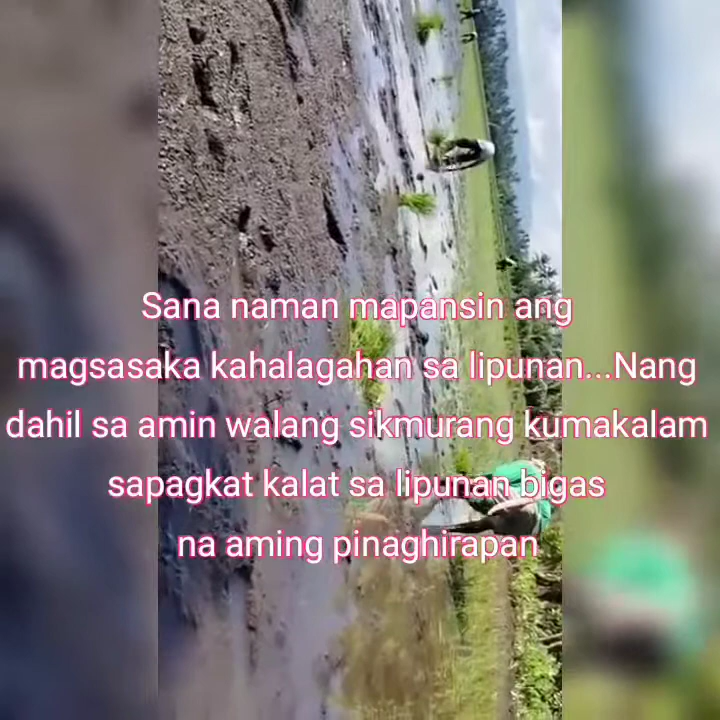 Sana naman mapansin ang
magsasaka kahalagahan sa lipunan...Nang
dahil sa amin walang sikmurang kumakalam
sapagkat kalat sa lipunan bigas
na aming pinaghirapan